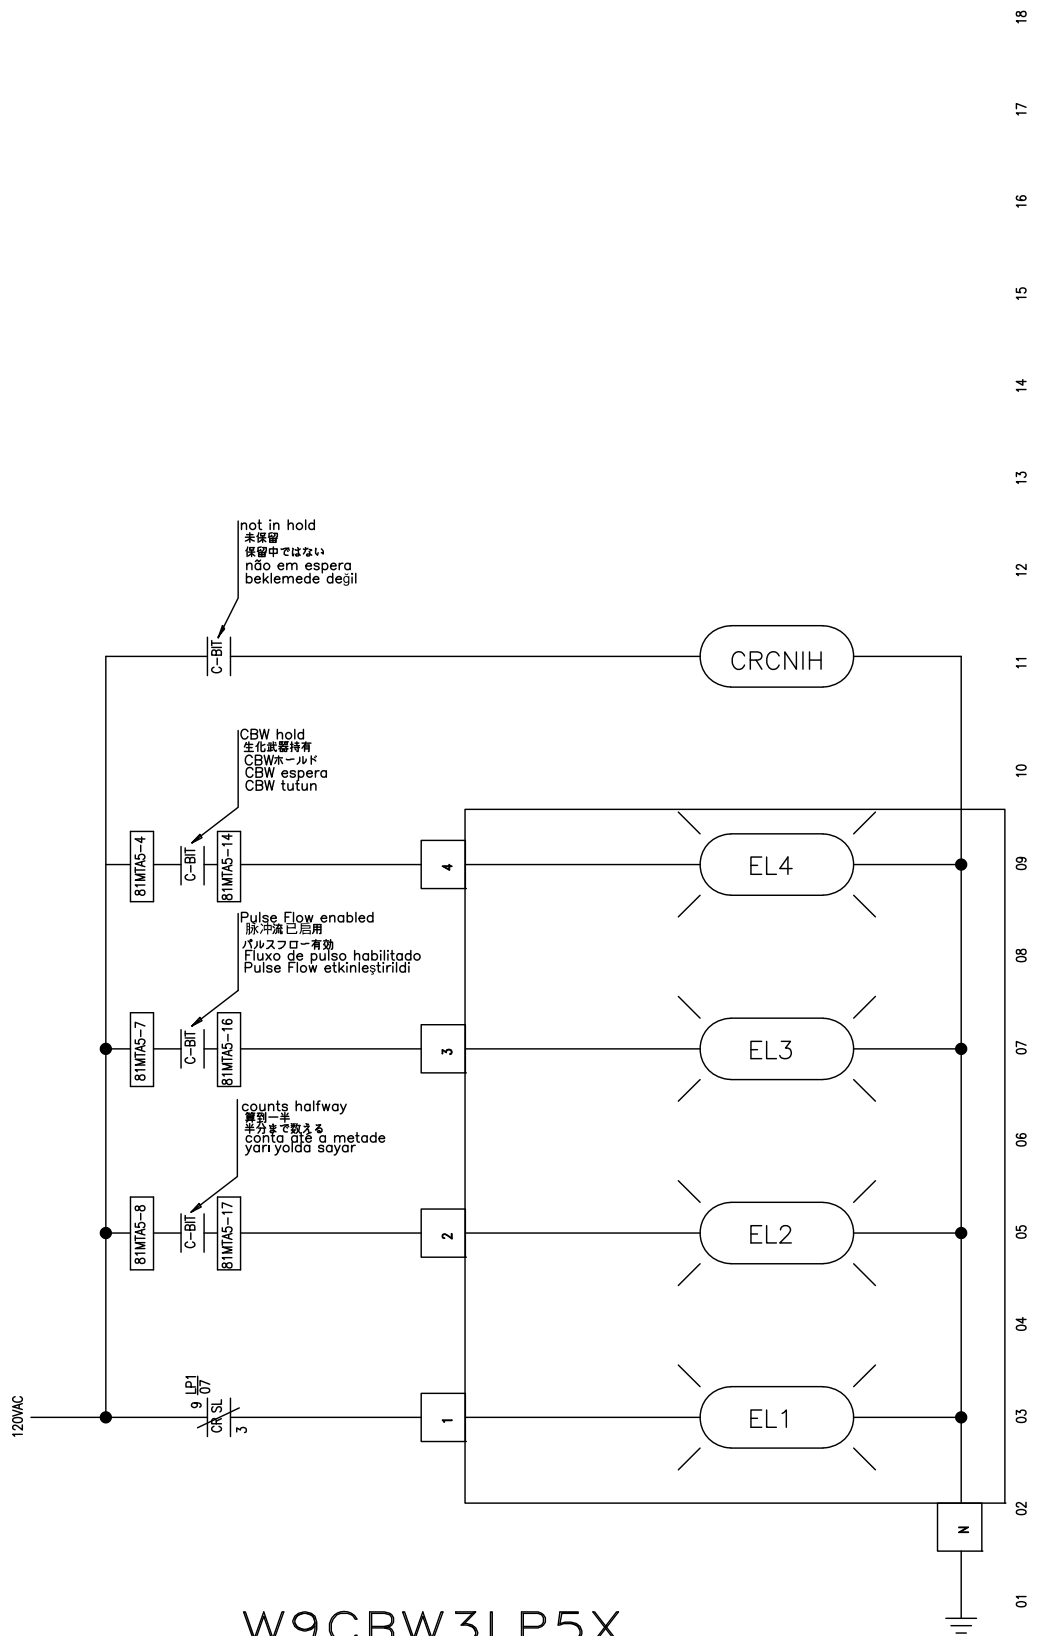 18
17
16
15
14
13
not in hold
未保留
保留中ではない
não em espera
beklemede değil
12
C-BIT
CRCNIH
11
CBW hold
生化武器持有
CBWホールド
CBW espera
CBW tutun
10
81MTA5-4
C-BIT
81MTA5-14
4
EL4
09
Pulse Flow enabled
脉冲流已启用
パルスフロー有効
Fluxo de pulso habilitado
Pulse Flow etkinleştirildi
08
81MTA5-7
C-BIT
81MTA5-16
3
EL3
07
counts halfway
算到一半
半分まで数える
conta até a metade
yarı yolda sayar
06
81MTA5-8
C-BIT
81MTA5-17
2
EL2
05
04
120VAC
LP1
07
9
CR SL
3
1
EL1
03
02
N
01
W9CBW3LP5X